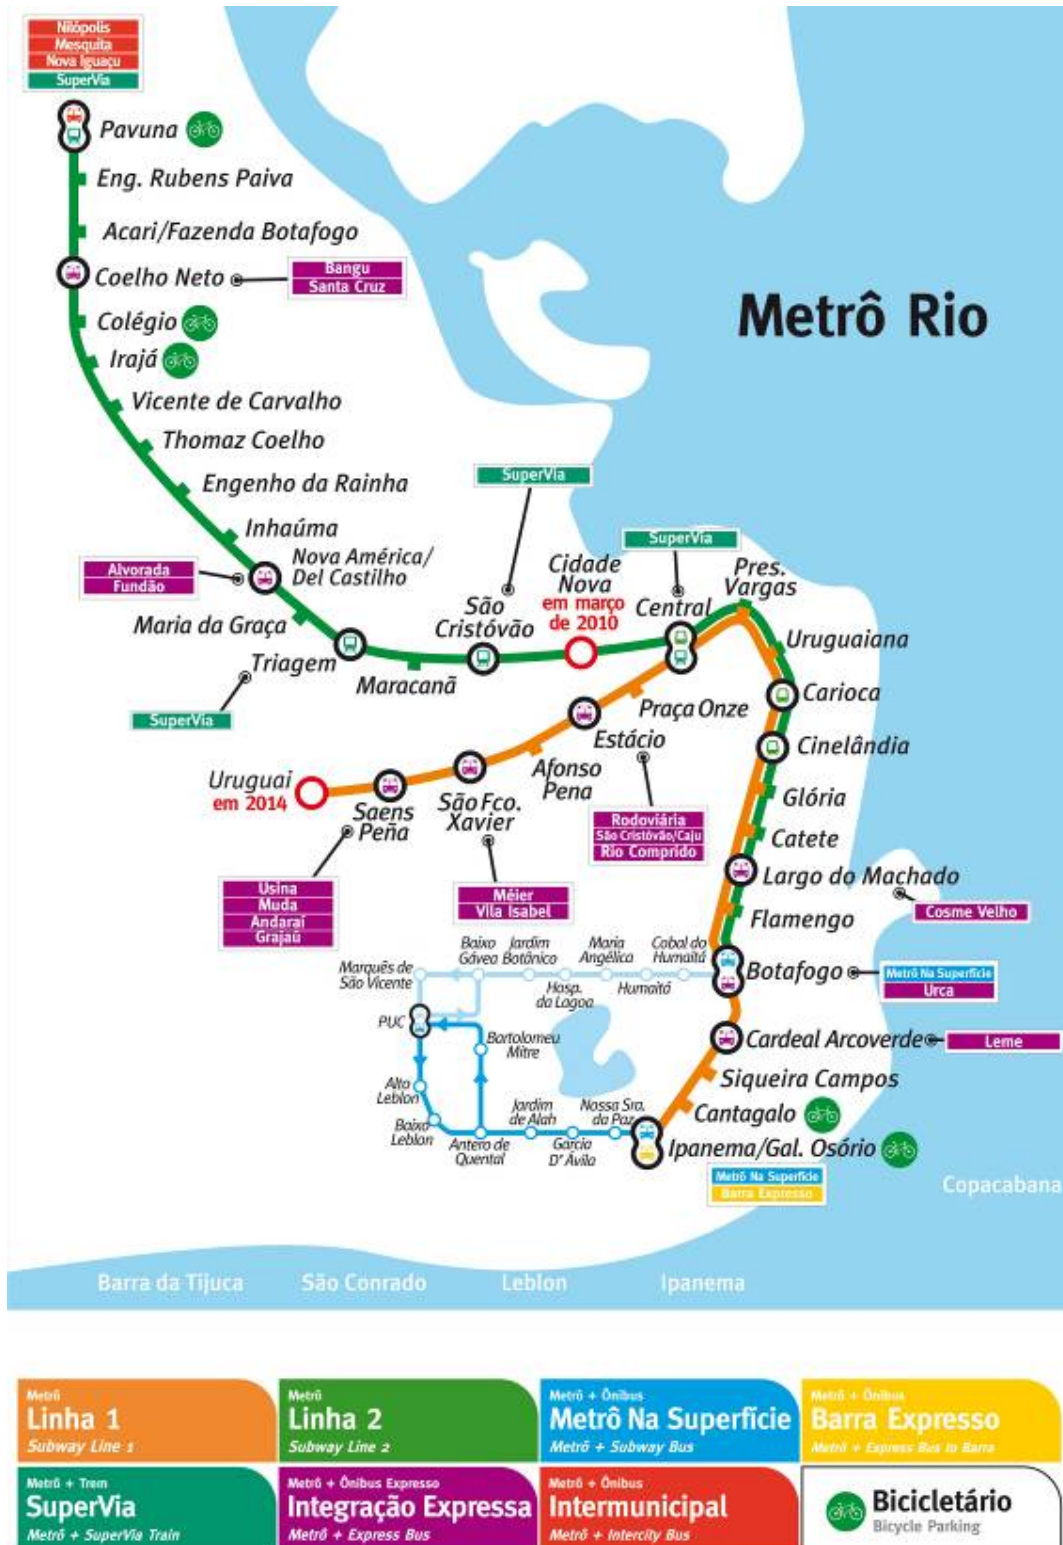 Nilópolis
Mesquita
Nova Iguaçu
SuperVia
Pavuna
Eng. Rubens Paiva
Acari/Fazenda Botafogo
Coelho Neto
Bangu
Santa Cruz
Metrô Rio
Colégio
Irajá
Vicente de Carvalho
Thomaz Coelho
Engenho da Rainha
SuperVia
Inhaúma
Nova América/
Del Castilho
Alvorada
Fundão
Cidade
Nova
em março
de 2010
SuperVia
Central
Pres.
Vargas
São
Cristóvão
Maria da Graça
Uruguaiana
Triagem
Maracanã
SuperVia
Carioca
Praça Onze
Estácio
Cinelândia
Uruguai
em 2014
Afonso
Pena
Saens
Peña
São Fco.
Xavier
Glória
Rodoviária
São Cristóvão/Caju
Rio Comprido
Catete
Largo do Machado
Usina
Muda
Andaraí
Grajaú
Méier
Vila Isabel
Cosme Velho
Flamengo
Marquês de
São Vicente
Baixo
Gávea
Jardim
Botânico
Hosp.
da Lagoa
Maria
Angélica
Humaitá
Cobal do
Humaitá
Botafogo
Metrô Na Superfície
Urca
PUC
Bartolomeu
Mitre
Cardeal Arcoverde
Leme
Siqueira Campos
Alto
Leblon
Baixo
Leblon
Antero de
Quental
Jardim
de Alah
Garcia
D'Ávila
Nossa Sra.
da Paz
Cantagalo
Ipanema/Gal. Osório
Metrô Na Superfície
Barra Expresso
Copacabana
Barra da Tijuca
São Conrado
Leblon
Ipanema
Metrô
Linha 1
Subway Line 1
Metrô
Linha 2
Subway Line 2
Metrô + Ônibus
Metrô Na Superfície
Metrô + Subway Bus
Metrô + Ônibus
Barra Expresso
Metrô + Express Bus to Barra
Metrô + Trem
SuperVia
Metrô + SuperVia Train
Metrô + Ônibus Expresso
Integração Expressa
Metrô + Express Bus
Metrô + Ônibus
Intermunicipal
Metrô + Intercity Bus
Bicicletário
Bicycle Parking